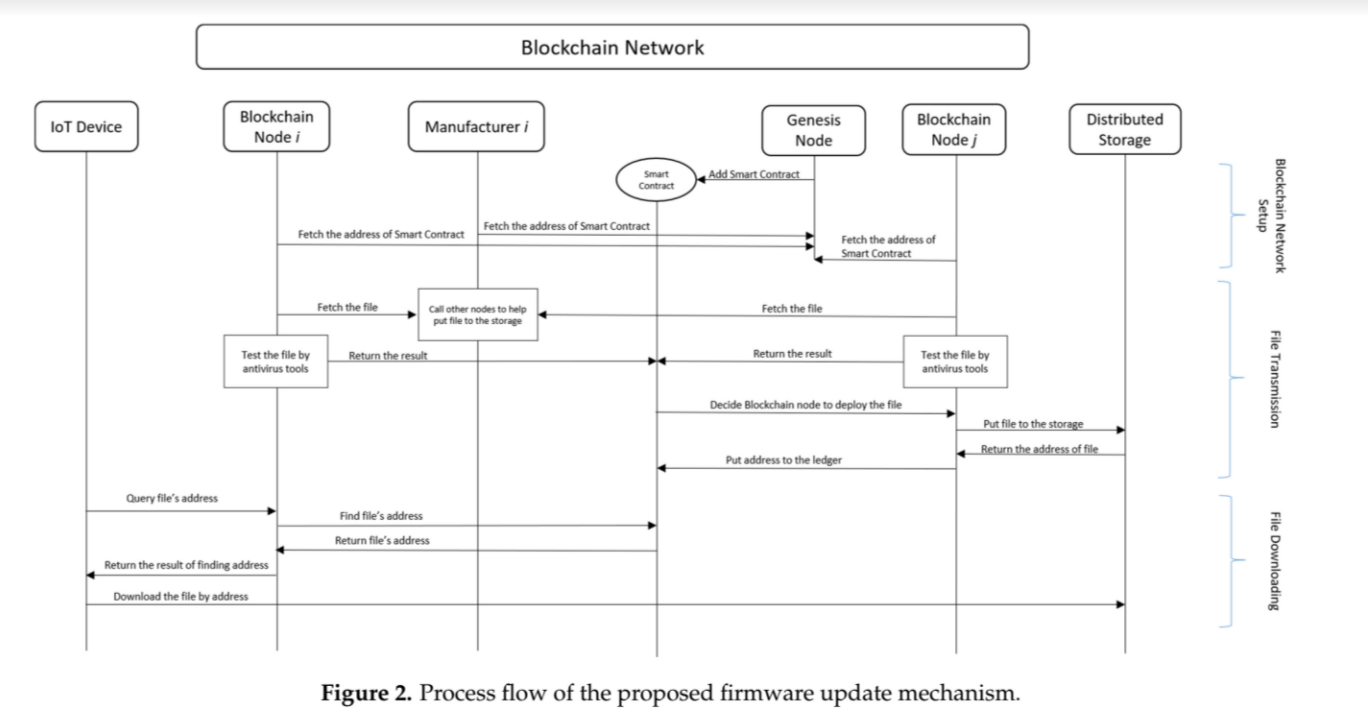 Blockchain Network
IoT Device
Blockchain
Node i
Manufacturer i
Genesis
Node
Blockchain
Node j
Distributed
Storage
Smart
Contract
Add Smart Contract
Fetch the address of Smart Contract
Fetch the address of Smart Contract
Fetch the address of
Smart Contract
Blockchain Network
Setup
Fetch the file
Call other nodes to help
put file to the storage
Fetch the file
Test the file by
antivirus tools
Return the result
Return the result
Test the file by
antivirus tools
Decide Blockchain node to deploy the file
Put file to the storage
Return the address of file
Put address to the ledger
File Transmission
Query file's address
Find file's address
Return file's address
Return the result of finding address
Download the file by address
File Downloading
Figure 2. Process flow of the proposed firmware update mechanism.